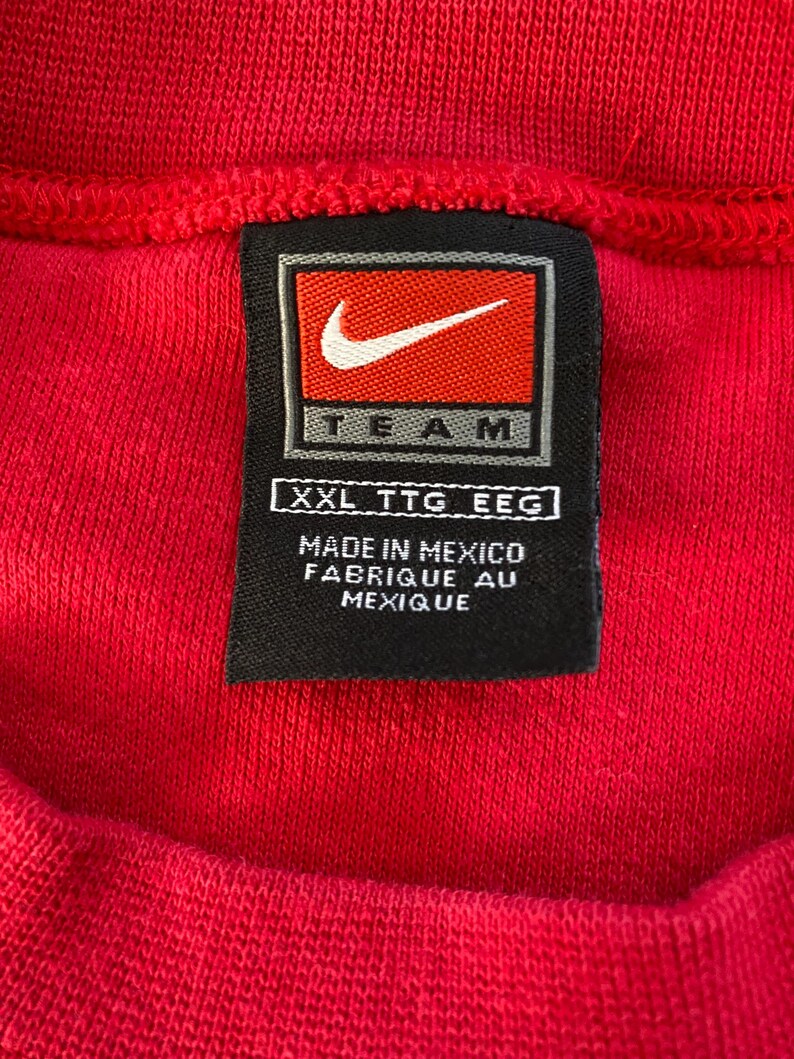 TEAM
XXL TTG EEG
MADE IN MEXICO
FABRIQUE AU
MEXIQUE